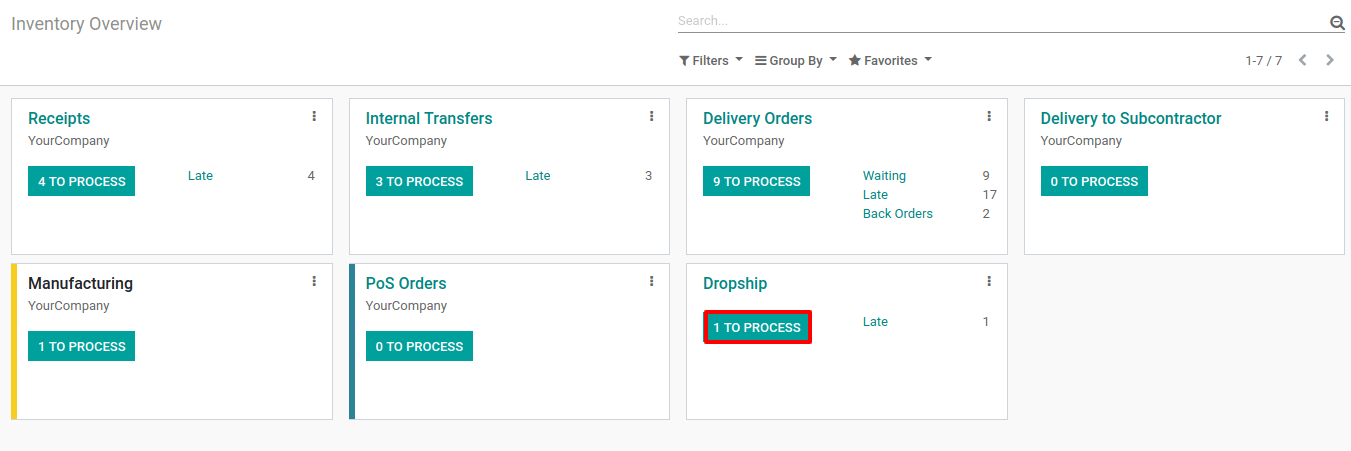 Inventory Overview
Search...
Filters Group By Favorites 1-7 / 7
Receipts
YourCompany
4 TO PROCESS
Late 4
Internal Transfers
YourCompany
3 TO PROCESS
Late 3
Delivery Orders
YourCompany
9 TO PROCESS
Waiting 9
Late 17
Back Orders 2
Delivery to Subcontractor
YourCompany
0 TO PROCESS
Manufacturing
YourCompany
1 TO PROCESS
PoS Orders
YourCompany
0 TO PROCESS
Dropship
1 TO PROCESS
Late 1